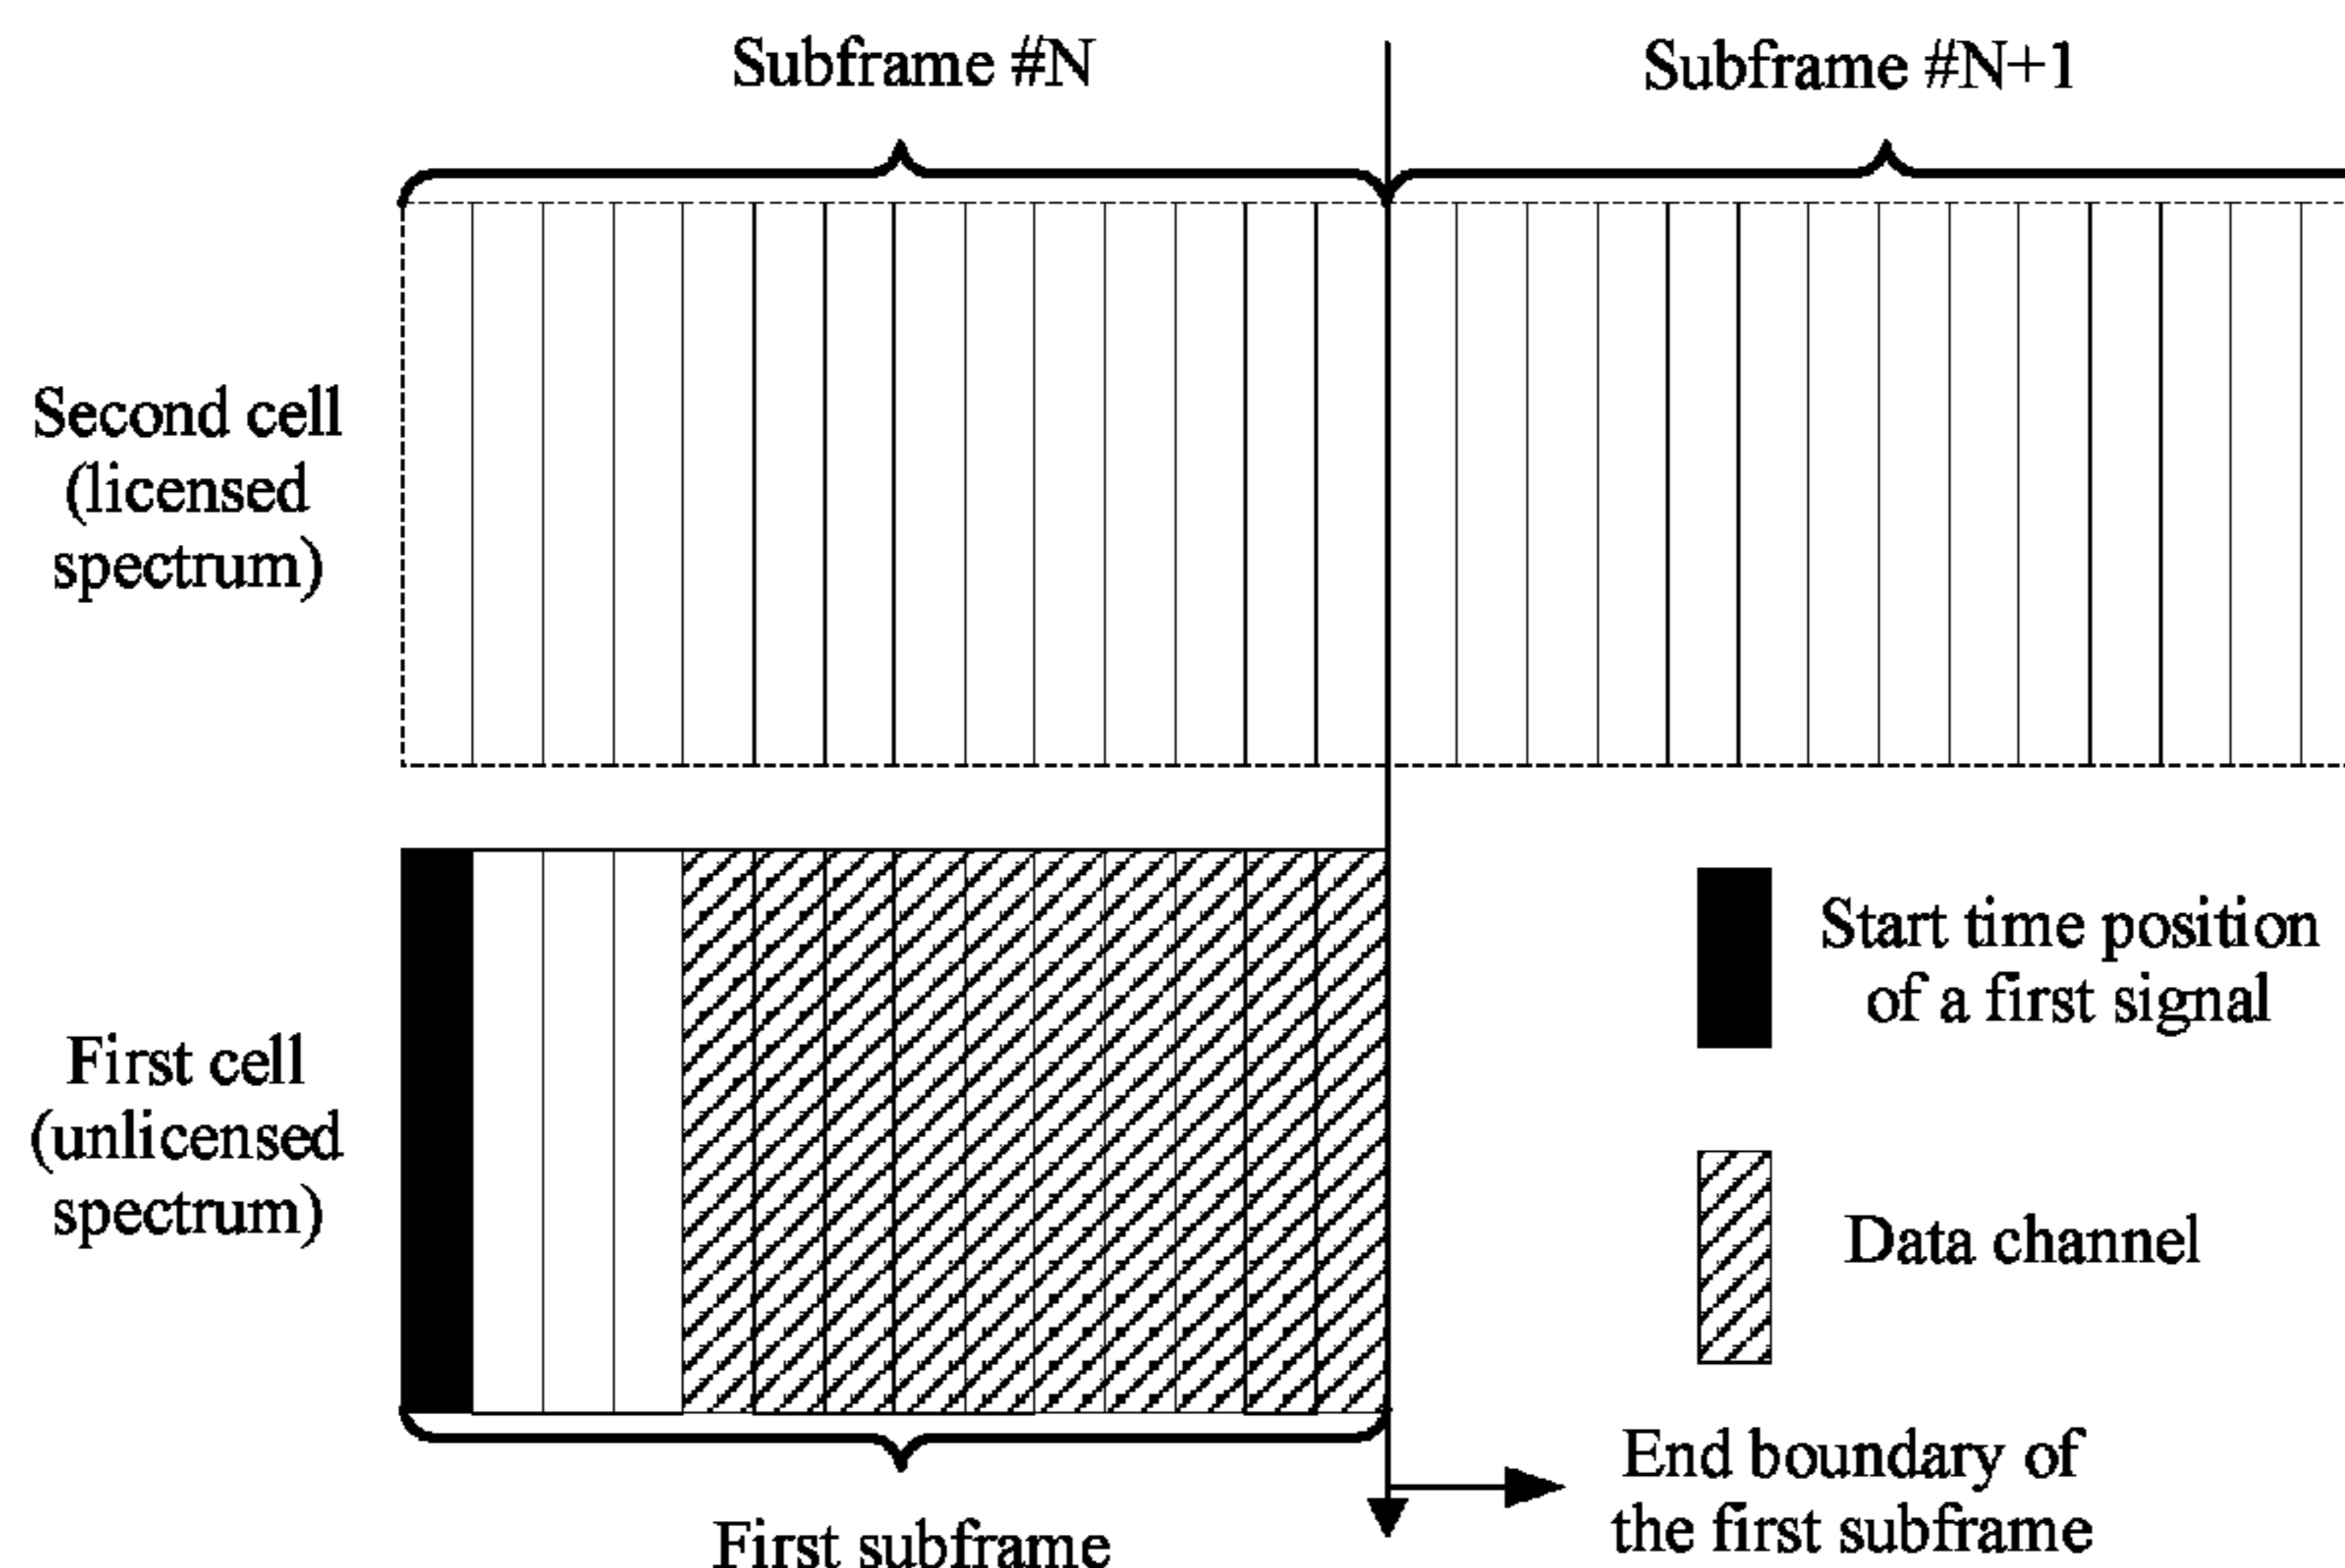 Subframe #N
Subframe #N+1
Second cell
(licensed
spectrum)
First cell
(unlicensed
spectrum)
Start time position
of a first signal
Data channel
End boundary of
the first subframe
First subframe